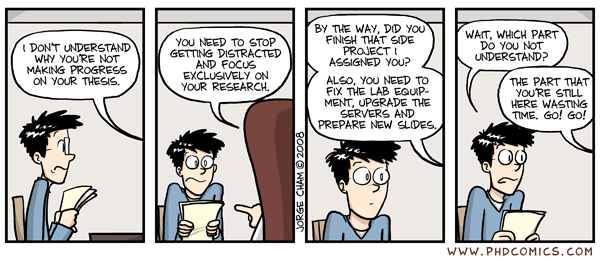 I DON'T UNDERSTAND
WHY YOU'RE NOT
MAKING PROGRESS
ON YOUR THESIS.
YOU NEED TO STOP
GETTING DISTRACTED
AND FOCUS
EXCLUSIVELY ON
YOUR RESEARCH.
JORGE CHAM © 2008
BY THE WAY, DID YOU
FINISH THAT SIDE
PROJECT I
ASSIGNED YOU?
ALSO, YOU NEED TO
FIX THE LAB EQUIP-
MENT, UPGRADE THE
SERVERS AND
PREPARE NEW SLIDES.
WAIT, WHICH PART
DO YOU NOT
UNDERSTAND?
THE PART THAT
YOU'RE STILL
HERE WASTING
TIME. GO! GO!
WWW.PHDCOMICS.COM